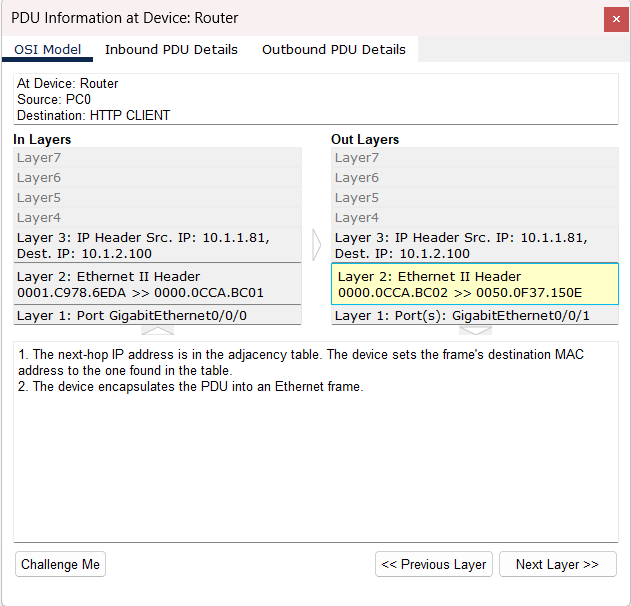 PDU Information at Device: Router
OSI Model Inbound PDU Details Outbound PDU Details
At Device: Router
Source: PC0
Destination: HTTP CLIENT
In Layers
Layer7
Layer6
Layer5
Layer4
Layer 3: IP Header Src. IP: 10.1.1.81,
Dest. IP: 10.1.2.100
Layer 2: Ethernet II Header
0001.C978.6EDA >> 0000.0CCA.BC01
Layer 1: Port GigabitEthernet0/0/0
Out Layers
Layer7
Layer6
Layer5
Layer4
Layer 3: IP Header Src. IP: 10.1.1.81,
Dest. IP: 10.1.2.100
Layer 2: Ethernet II Header
0000.0CCA.BC02 >> 0050.0F37.150E
Layer 1: Port(s): GigabitEthernet0/0/1
1. The next-hop IP address is in the adjacency table. The device sets the frame's destination MAC
address to the one found in the table.
2. The device encapsulates the PDU into an Ethernet frame.
Challenge Me
<< Previous Layer
Next Layer >>